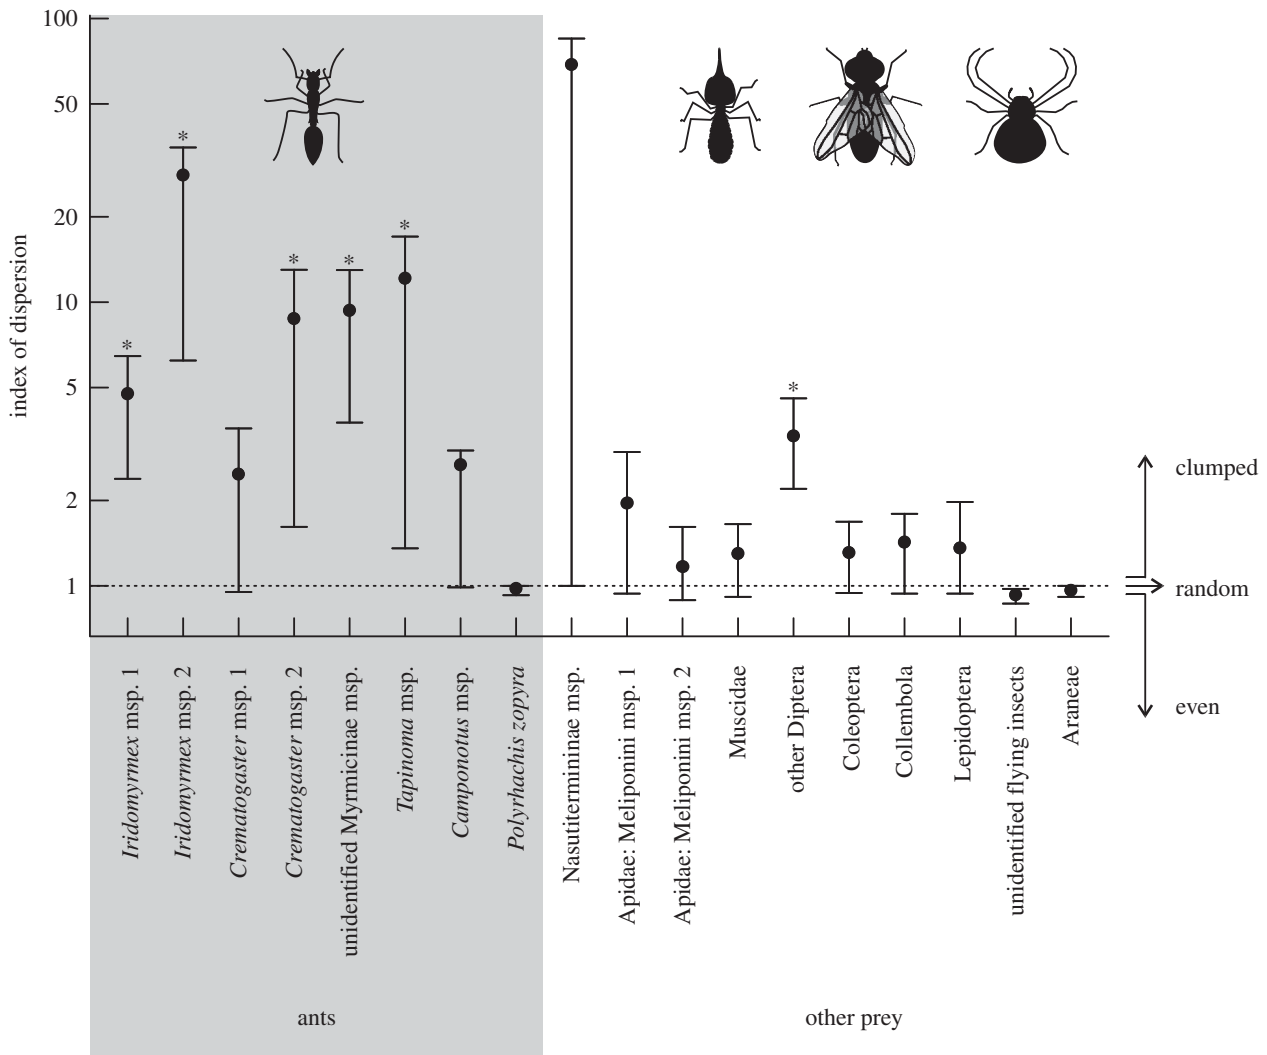 100
50
20
10
5
2
1
index of dispersion
*
*
*
*
*
*
clumped
random
even
Iridomyrmex msp. 1
Iridomyrmex msp. 2
Crematogaster msp. 1
Crematogaster msp. 2
unidentified Myrmicinae msp.
Tapinoma msp.
Camponotus msp.
Polyrhachis zopyra
Nasutitermininae msp.
Apidae: Meliponini msp. 1
Apidae: Meliponini msp. 2
Muscidae
other Diptera
Coleoptera
Collembola
Lepidoptera
unidentified flying insects
Araneae
ants
other prey